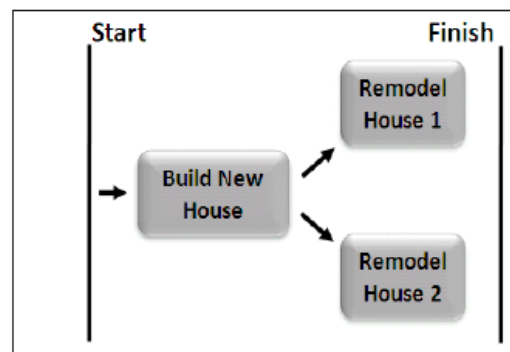 Start
Finish
Remodel
House 1
Build New
House
Remodel
House 2